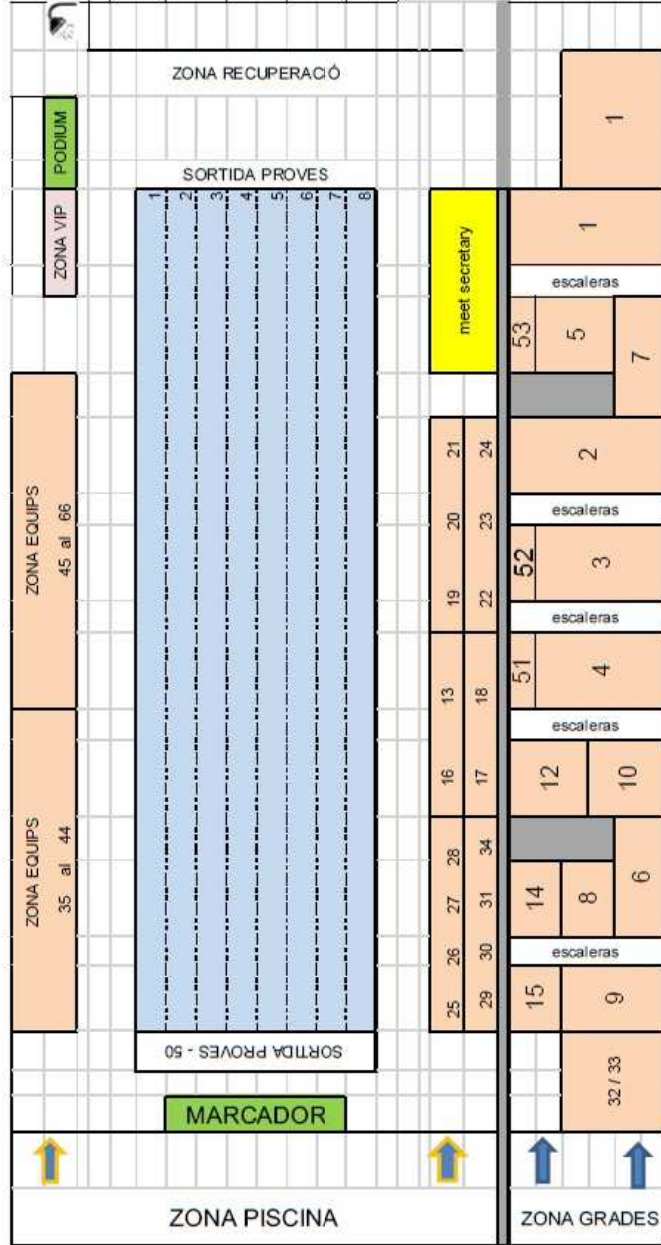 ZONA RECUPERACIÓ
PODIUM
1
SORTIDA PROVES
ZONA VIP
1
2
3
4
5
6
7
8
meet secretary
1
escaleras
53
5
7
ZONA EQUIPS
45 al 66
21
24
2
20
23
escaleras
52
3
19
22
escaleras
51
4
13
18
escaleras
16
17
12
10
ZONA EQUIPS
35 al 44
28
34
6
27
31
14
8
26
30
escaleras
25
29
15
9
SORTIDA PROVES - 50
32 / 33
MARCADOR
ZONA PISCINA
ZONA GRADES